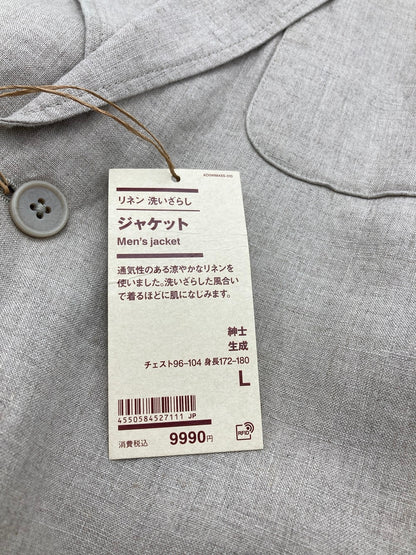 リネン 洗いざらし
ジャケット
Men's jacket
通気性のある涼やかなリネンを
使いました。洗いざらした風合い
で着るほどに肌になじみます。
紳士
生成
チェスト96-104 身長172-180
L
4550584527111 JP
消費税込 9990円
RFID